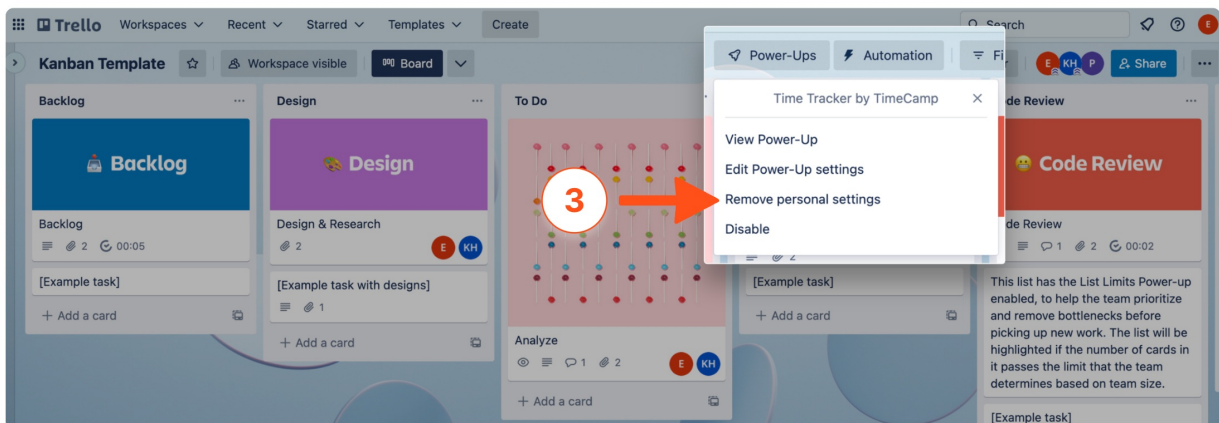 Trello
Workspaces
Recent
Starred
Templates
Create
Search
E
Kanban Template
Workspace visible
Board
Power-Ups
Automation
Fi
E
KH
P
Share
Time Tracker by TimeCamp
View Power-Up
Edit Power-Up settings
Remove personal settings
Disable
3
Backlog
Backlog
Backlog
2
00:05
[Example task]
+ Add a card
Design
Design
Design & Research
2
E
KH
[Example task with designs]
1
+ Add a card
To Do
Analyze
1
2
E
KH
+ Add a card
2
[Example task]
+ Add a card
de Review
Code Review
de Review
1
2
00:02
This list has the List Limits Power-up
enabled, to help the team prioritize
and remove bottlenecks before
picking up new work. The list will be
highlighted if the number of cards in
it passes the limit that the team
determines based on team size.
[Example task]